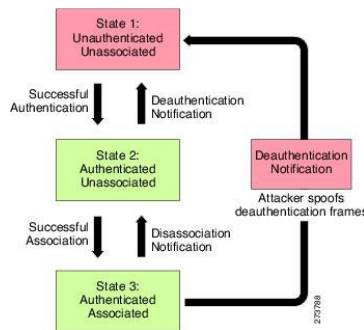 State 1:
Unauthenticated
Unassociated
Successful
Authentication
Deauthentication
Notification
State 2:
Authenticated
Unassociated
Deauthentication
Notification
Attacker spoofs
deauthentication frames
Successful
Association
Disassociation
Notification
State 3:
Authenticated
Associated
273788